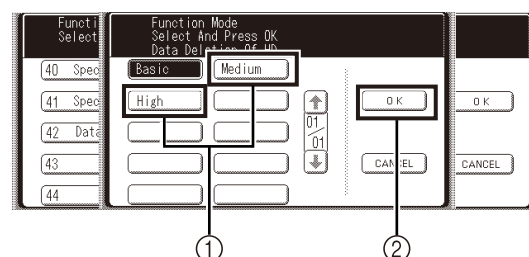 Functi
Select
Function Mode
Select And Press OK
Data Deletion Of HD
40 Spec
41 Spec
42 Data
43
44
Basic
Medium
High
01
01
OK
CANCEL
OK
CANCEL
1
2